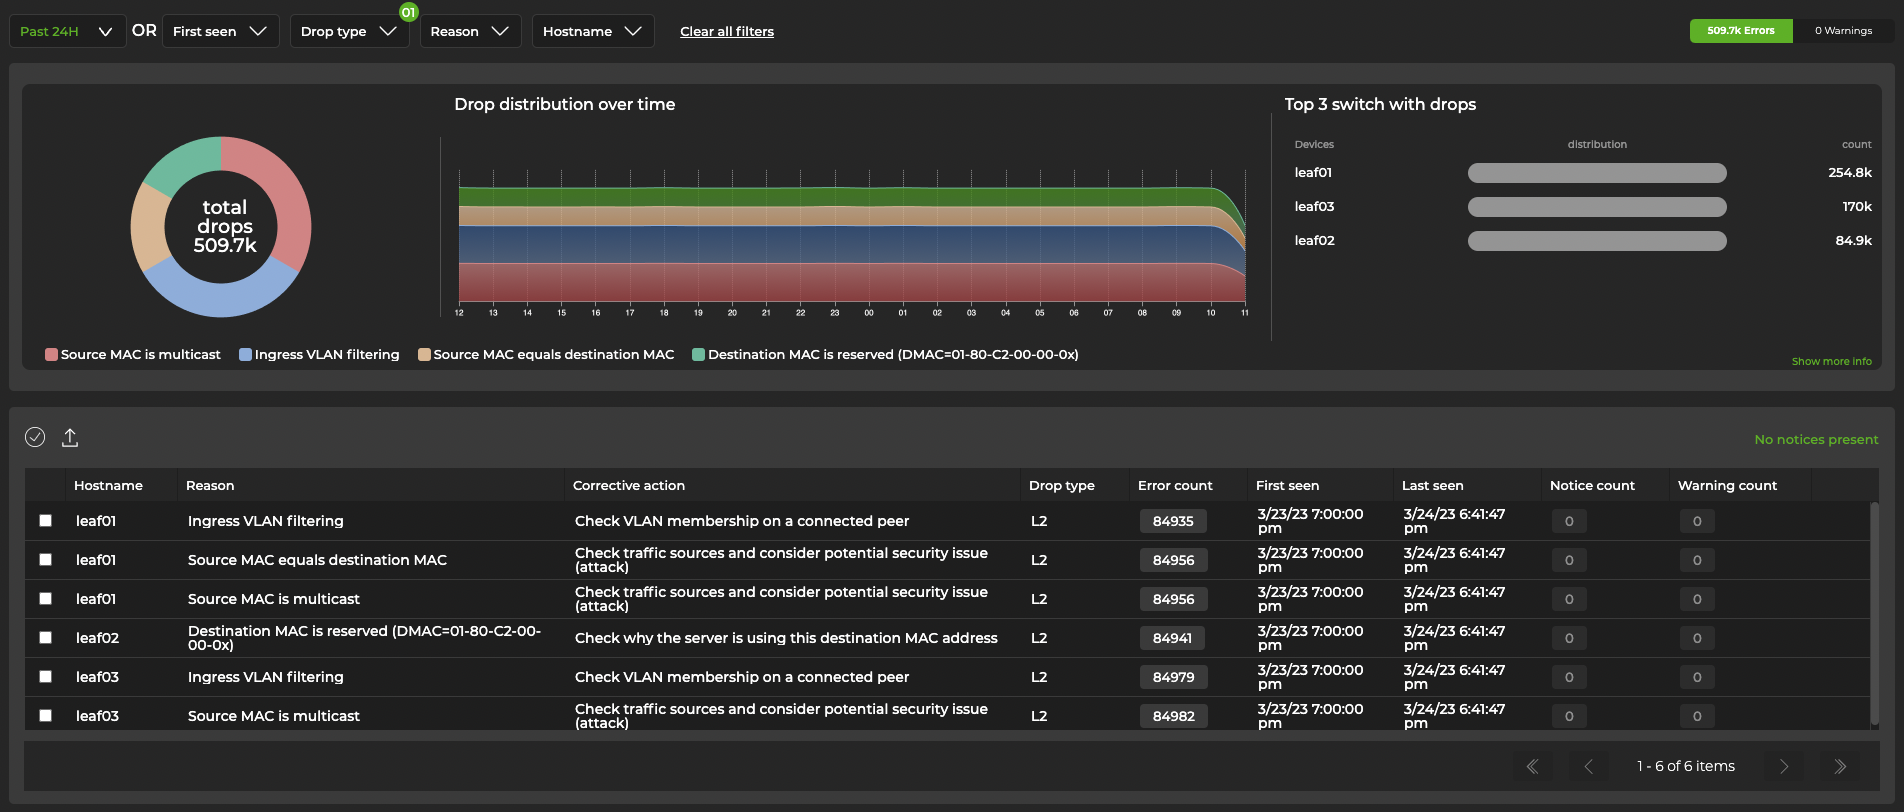 Past 24H OR First seen Drop type 01 Reason Hostname Clear all filters 509.7k Errors 0 Warnings
Drop distribution over time
Top 3 switch with drops
total
drops
509.7k
Devices distribution count
leaf01 254.8k
leaf03 170k
leaf02 84.9k
12 13 14 15 16 17 18 19 20 21 22 23 00 01 02 03 04 05 06 07 08 09 10 11
Source MAC is multicast Ingress VLAN filtering Source MAC equals destination MAC Destination MAC is reserved (DMAC=01-80-C2-00-00-0x)
Show more info
No notices present
Hostname Reason Corrective action Drop type Error count First seen Last seen Notice count Warning count
leaf01 Ingress VLAN filtering Check VLAN membership on a connected peer L2 84935 3/23/23 7:00:00 pm 3/24/23 6:41:47 pm 0 0
leaf01 Source MAC equals destination MAC Check traffic sources and consider potential security issue (attack) L2 84956 3/23/23 7:00:00 pm 3/24/23 6:41:47 pm 0 0
leaf01 Source MAC is multicast Check traffic sources and consider potential security issue (attack) L2 84956 3/23/23 7:00:00 pm 3/24/23 6:41:47 pm 0 0
leaf02 Destination MAC is reserved (DMAC=01-80-C2-00-00-0x) Check why the server is using this destination MAC address L2 84941 3/23/23 7:00:00 pm 3/24/23 6:41:47 pm 0 0
leaf03 Ingress VLAN filtering Check VLAN membership on a connected peer L2 84979 3/23/23 7:00:00 pm 3/24/23 6:41:47 pm 0 0
leaf03 Source MAC is multicast Check traffic sources and consider potential security issue (attack) L2 84982 3/23/23 7:00:00 pm 3/24/23 6:41:47 pm 0 0
1 - 6 of 6 items